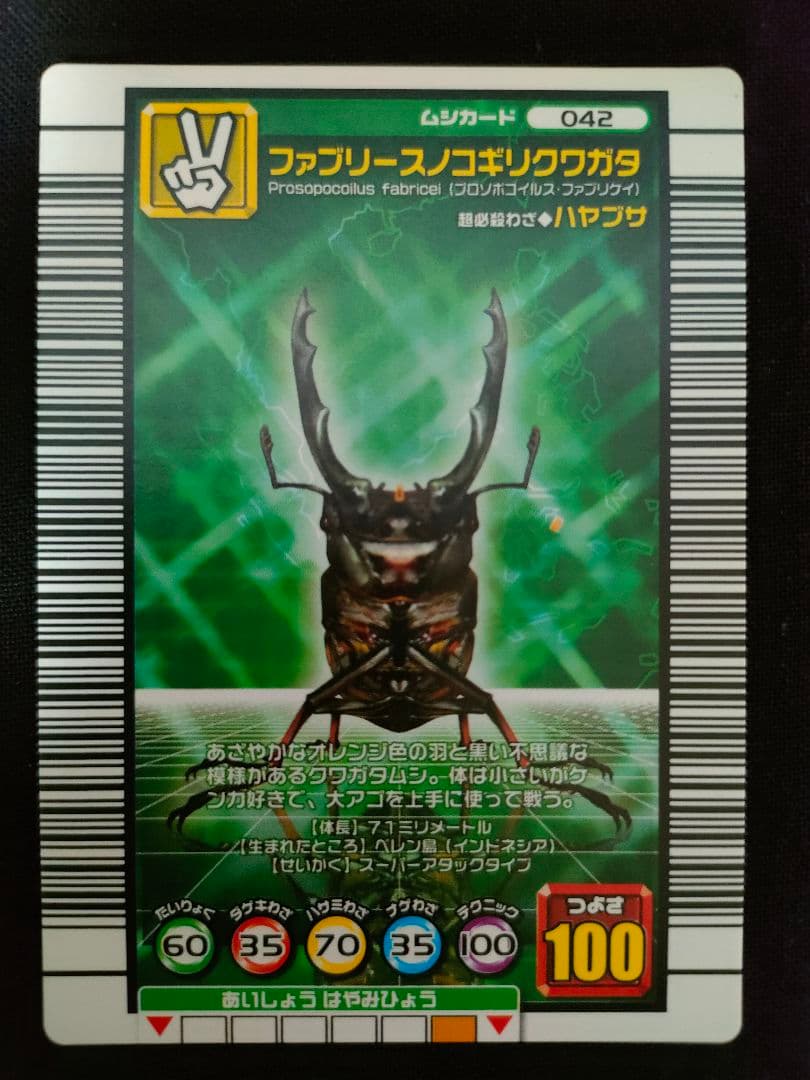 ムシカード 042
ファブリースノコギリクワガタ
Prosopocoilus fabricei (プロソポコイルス・ファブリケイ)
超必殺わざ◆ハヤブサ
あざやかなオレンジ色の羽と黒い不思議な
模様があるクワガタムシ。体は小さいがケ
ンカ好きで、大アゴを上手に使って戦う。
【体長】71ミリメートル
【生まれたところ】ペレン島(インドネシア)
【せいかく】スーパーアタックタイプ
たいりょく ダゲキわざ ハサミわざ ナゲわざ テクニック つよさ
60 35 70 35 100 100
あいしょう はやみひょう